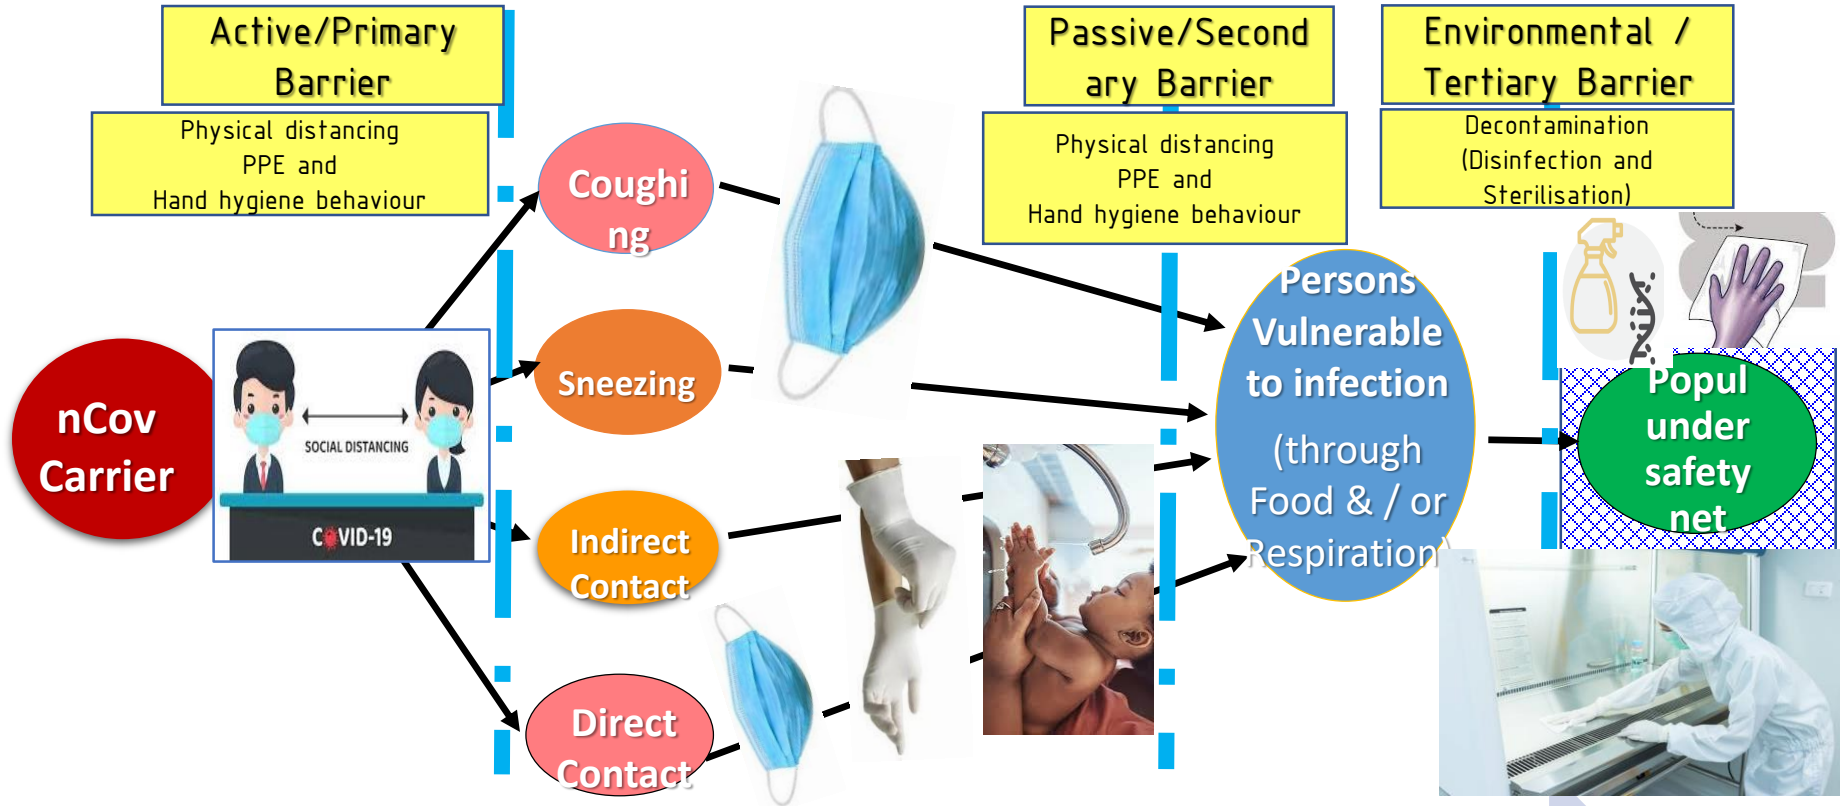 Active/Primary
Barrier
Physical distancing
PPE and
Hand hygiene behaviour
Passive/Second
ary Barrier
Physical distancing
PPE and
Hand hygiene behaviour
Environmental /
Tertiary Barrier
Decontamination
(Disinfection and
Sterilisation)
nCov
Carrier
SOCIAL DISTANCING
COVID-19
Coughi
ng
Sneezing
Indirect
Contact
Direct
Contact
Persons
Vulnerable
to infection
(through
Food & / or
Respiration)
Popul
under
safety
net